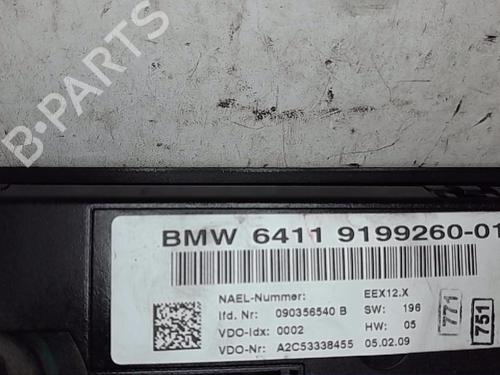 B-PARTS
BMW 6411 9199260-01
NAEL-Nummer: EEX12.X
lfd. Nr: 090356540 B SW: 196
VDO-Idx: 0002 HW: 05
VDO-Nr: A2C53338455 05.02.09
771
751